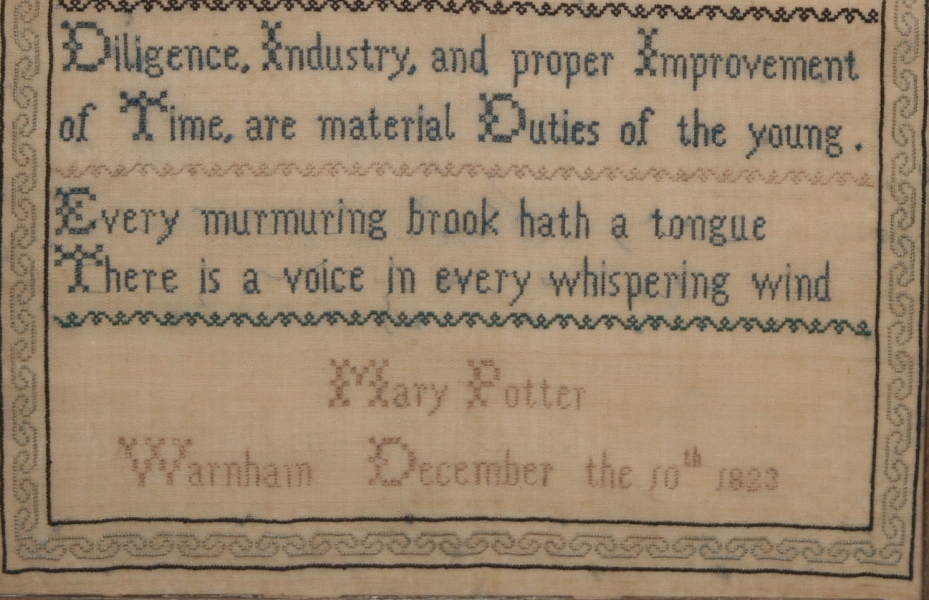 Diligence, Industry, and proper Improvement
of Time, are material Duties of the young.
Every murmuring brook hath a tongue
There is a voice in every whispering wind
Mary Potter
Warnham December the 10th 1823